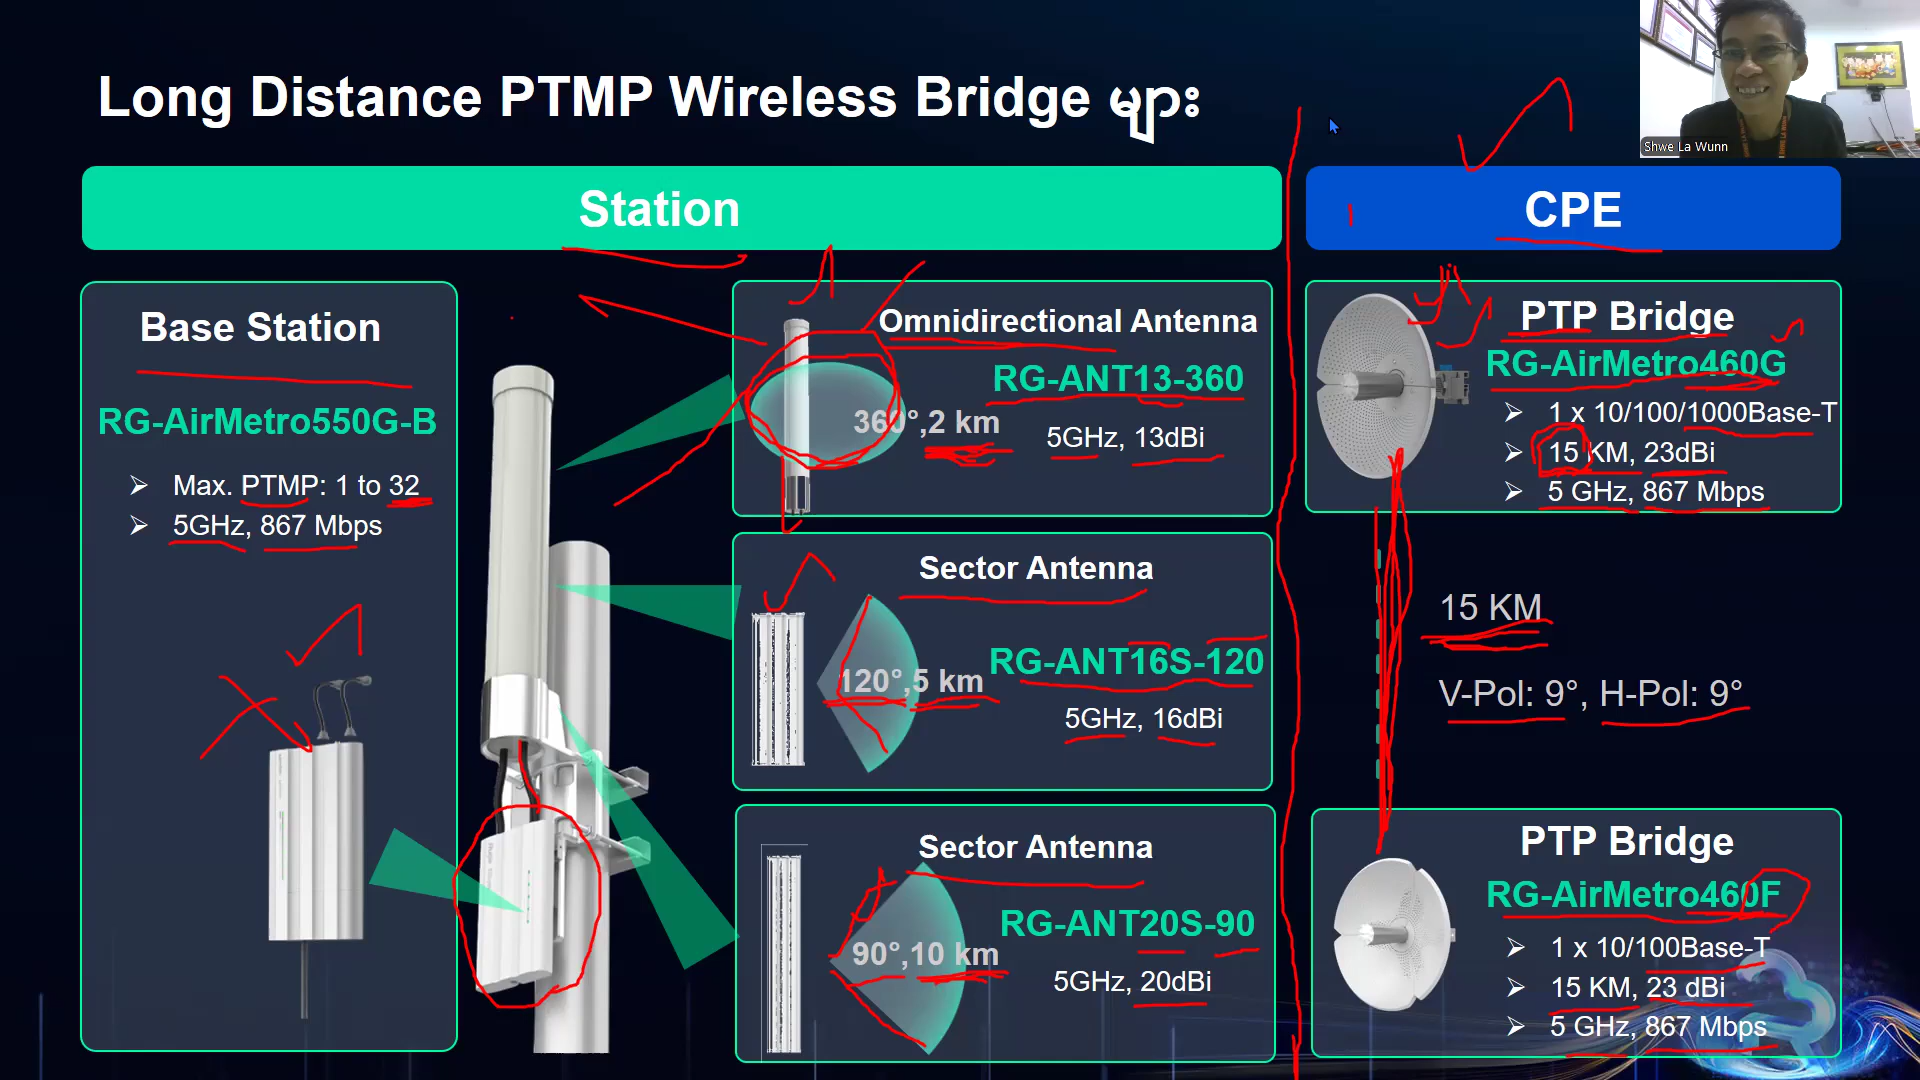 Long Distance PTMP Wireless Bridge များ
Shwe La Wunn
Station
CPE
Base Station
RG-AirMetro550G-B
Max. PTMP: 1 to 32
5GHz, 867 Mbps
Omnidirectional Antenna
RG-ANT13-360
360°,2 km
5GHz, 13dBi
Sector Antenna
RG-ANT16S-120
120°,5 km
5GHz, 16dBi
Sector Antenna
RG-ANT20S-90
90°,10 km
5GHz, 20dBi
PTP Bridge
RG-AirMetro460G
1 x 10/100/1000Base-T
15 KM, 23dBi
5 GHz, 867 Mbps
15 KM
V-Pol: 9°, H-Pol: 9°
PTP Bridge
RG-AirMetro460F
1 x 10/100Base-T
15 KM, 23 dBi
5 GHz, 867 Mbps